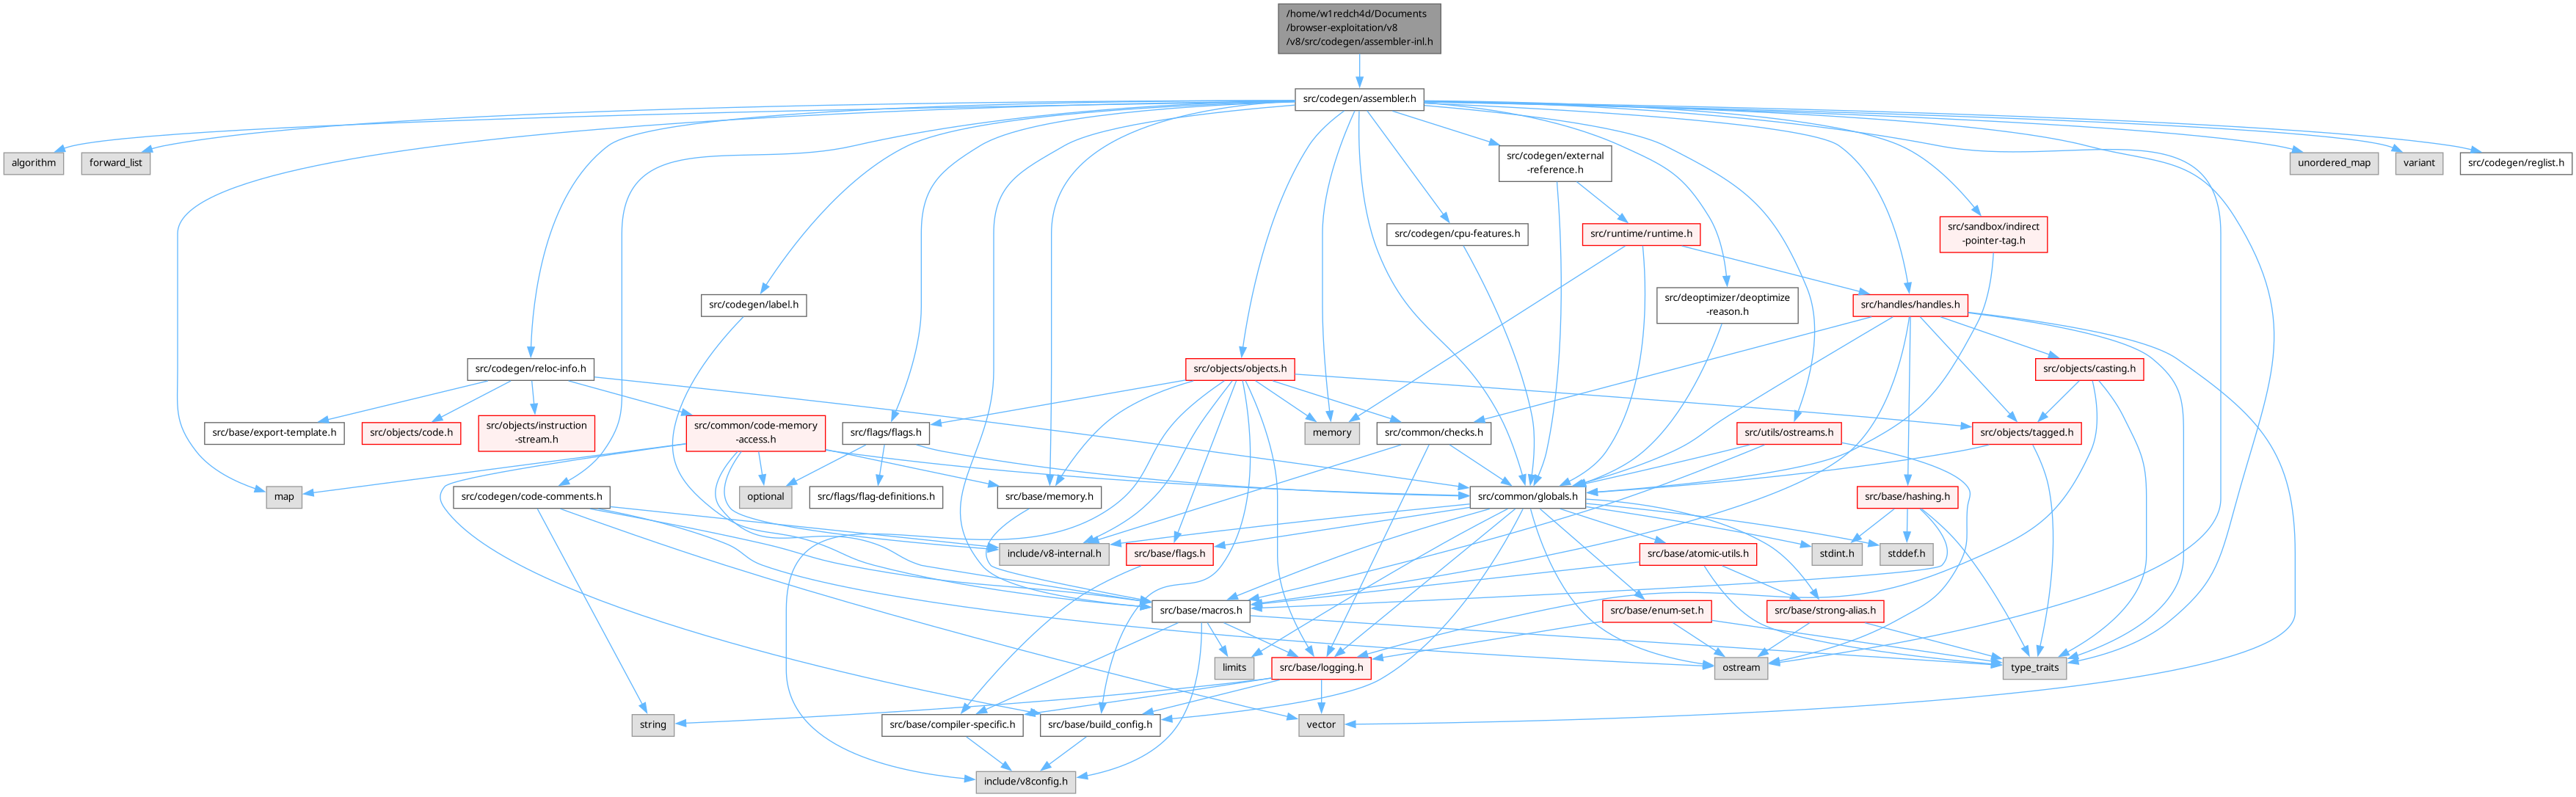 /home/w1redch4d/Documents
/browser-exploitation/v8
/v8/src/codegen/assembler-inl.h
src/codegen/assembler.h
algorithm
forward_list
src/codegen/external
-reference.h
unordered_map
variant
src/codegen/reglist.h
src/codegen/cpu-features.h
src/runtime/runtime.h
src/sandbox/indirect
-pointer-tag.h
src/codegen/label.h
src/deoptimizer/deoptimize
-reason.h
src/handles/handles.h
src/codegen/reloc-info.h
src/objects/objects.h
src/objects/casting.h
src/base/export-template.h
src/objects/code.h
src/objects/instruction
-stream.h
src/common/code-memory
-access.h
src/flags/flags.h
memory
src/common/checks.h
src/utils/ostreams.h
src/objects/tagged.h
map
src/codegen/code-comments.h
optional
src/flags/flag-definitions.h
src/base/memory.h
src/common/globals.h
src/base/hashing.h
include/v8-internal.h
src/base/flags.h
src/base/atomic-utils.h
stdint.h
stddef.h
src/base/macros.h
src/base/enum-set.h
src/base/strong-alias.h
limits
src/base/logging.h
ostream
type_traits
string
src/base/compiler-specific.h
src/base/build_config.h
vector
include/v8config.h